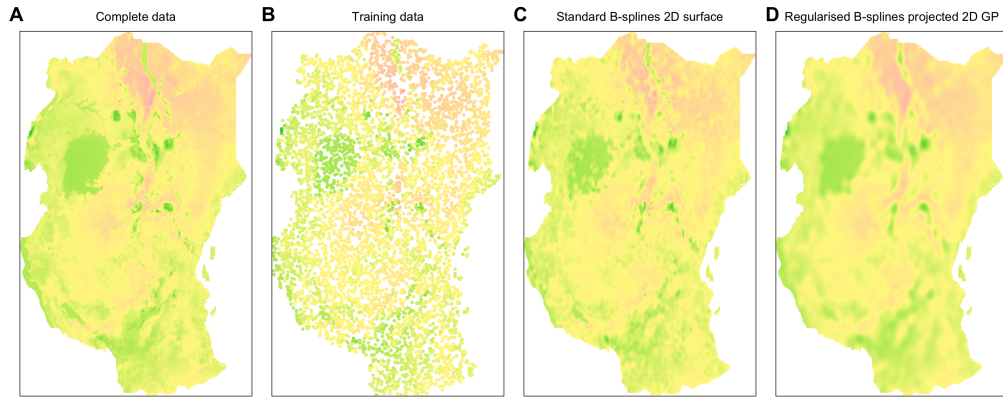 A Complete data
B Training data
C Standard B-splines 2D surface
D Regularised B-splines projected 2D GP